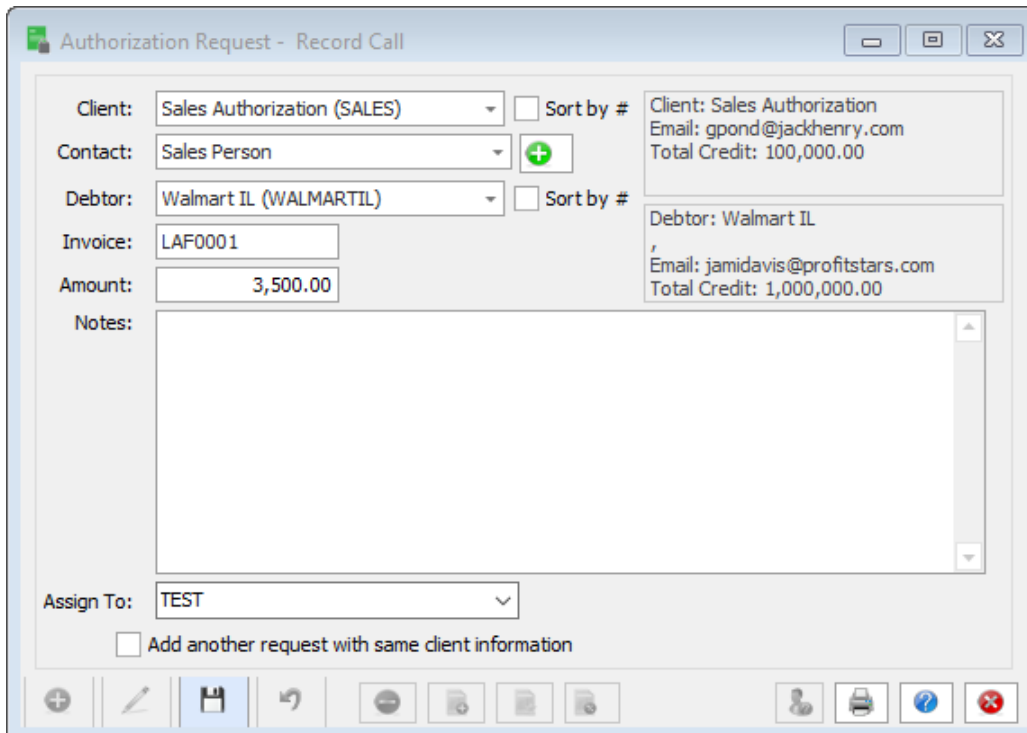 Authorization Request - Record Call
Client: Sales Authorization (SALES) Sort by #
Contact: Sales Person
Debtor: Walmart IL (WALMARTIL) Sort by #
Invoice: LAF0001
Amount: 3,500.00
Client: Sales Authorization
Email: gpond@jackhenry.com
Total Credit: 100,000.00
Debtor: Walmart IL
,
Email: jamidavis@profitstars.com
Total Credit: 1,000,000.00
Notes:
Assign To: TEST
Add another request with same client information